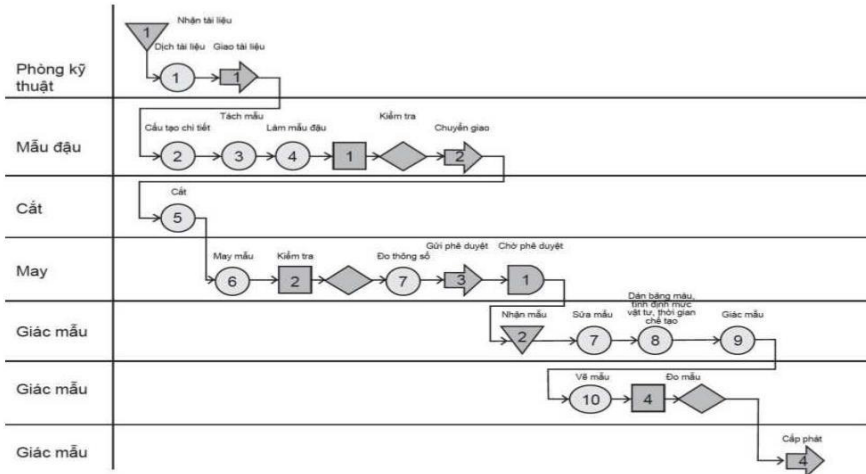 Nhận tài liệu
1
Dịch tài liệu
Giao tài liệu
Phòng kỹ
thuật
1
1
Mẫu đậu
Cấu tạo chi tiết
Tách mẫu
Làm mẫu đậu
Kiểm tra
Chuyển giao
2
3
4
1
2
Cắt
Cắt
5
May
May mẫu
Kiểm tra
Đo thông số
Gửi phê duyệt
Chờ phê duyệt
6
2
7
3
1
Giác mẫu
Nhận mẫu
Sửa mẫu
Dán bảng màu,
tính định mức
vật tư, thời gian
chế tạo
Giác mẫu
2
7
8
9
Giác mẫu
Vẽ mẫu
Đo mẫu
10
4
Giác mẫu
Cấp phát
4